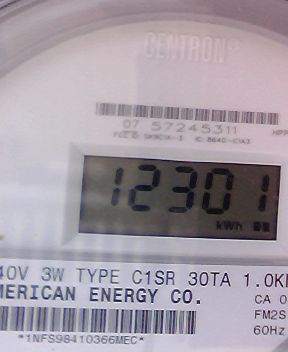 CENTRON®
07 57245311
12301
kWh
40V 3W TYPE C1SR 30TA 1.0K
MERICAN ENERGY CO.
CA 0
FM2S
60Hz
*1NFS98410366MEC*